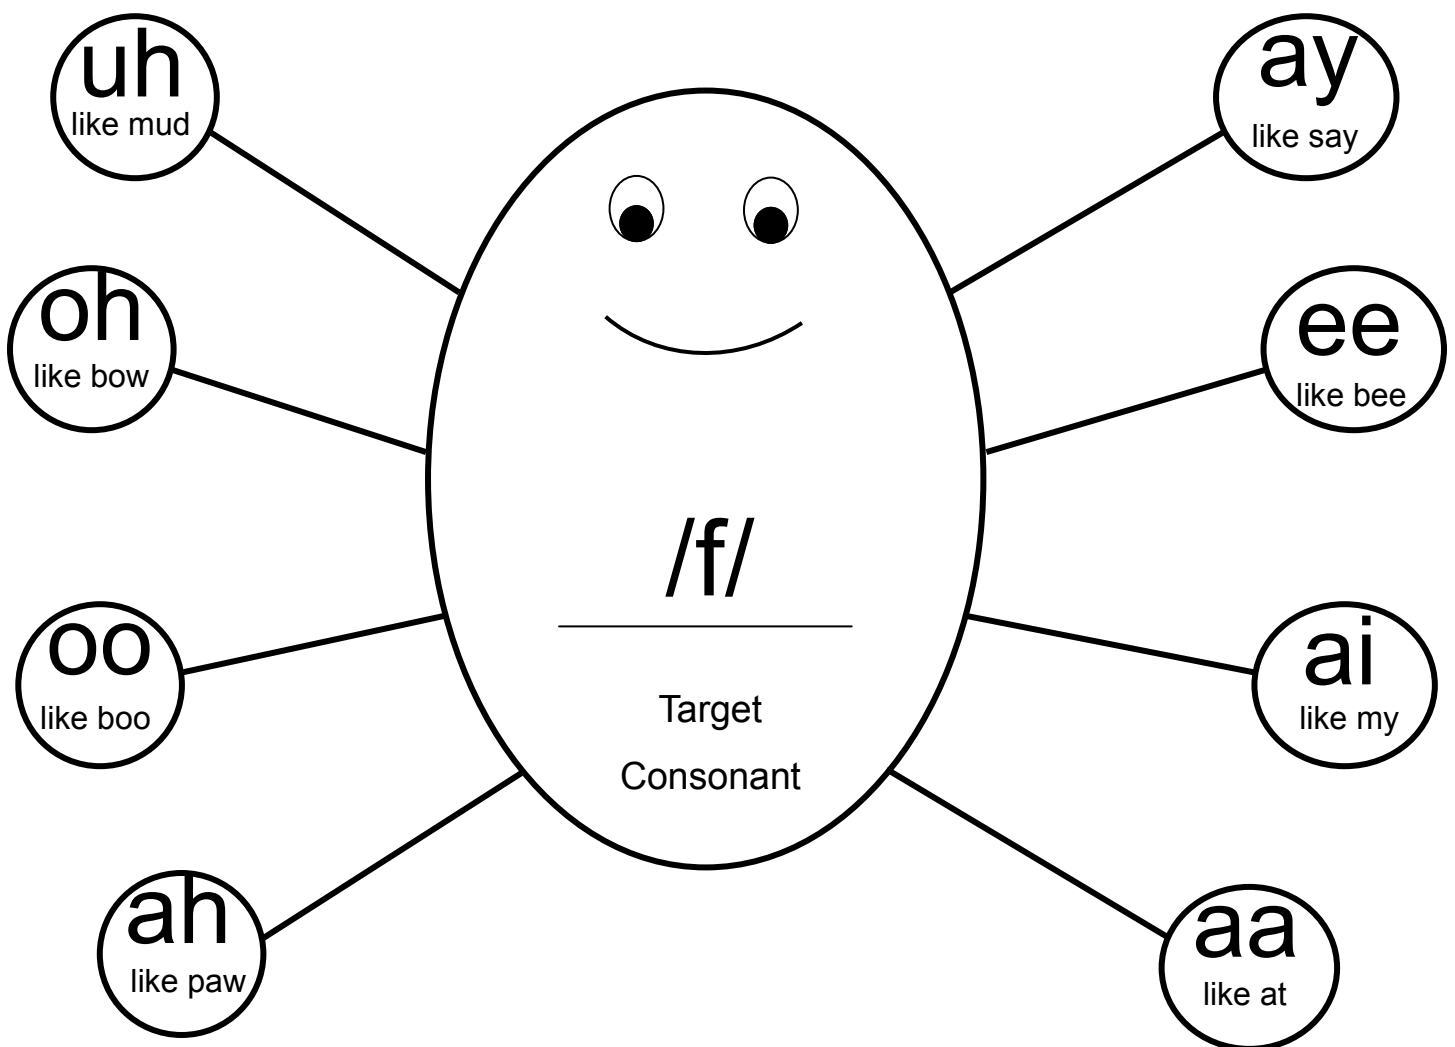 uh
like mud
ay
like say
oh
like bow
ee
like bee
/f/
Target
Consonant
oo
like boo
ai
like my
ah
like paw
aa
like at